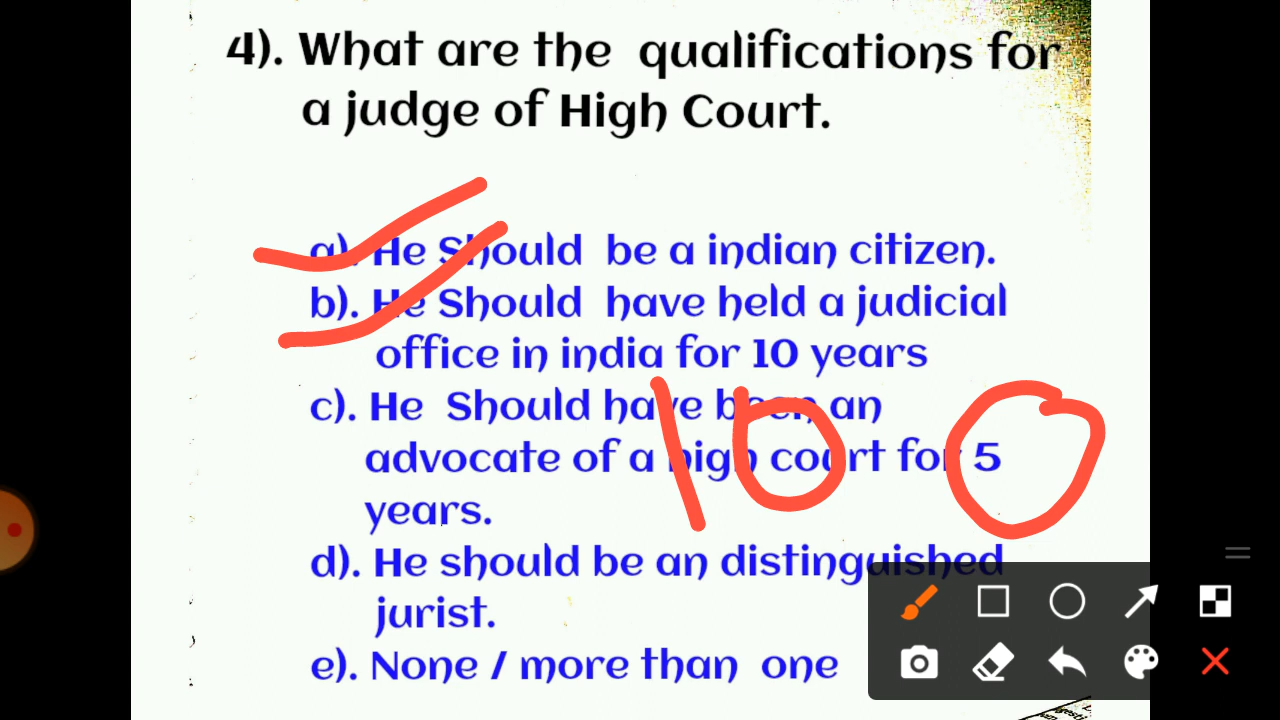 4). What are the qualifications for
a judge of High Court.
a). He Should be a indian citizen.
b). He Should have held a judicial
office in india for 10 years
c). He Should have been an
advocate of a high court for 5
years.
10
d). He should be an distinguished
jurist.
e). None / more than one